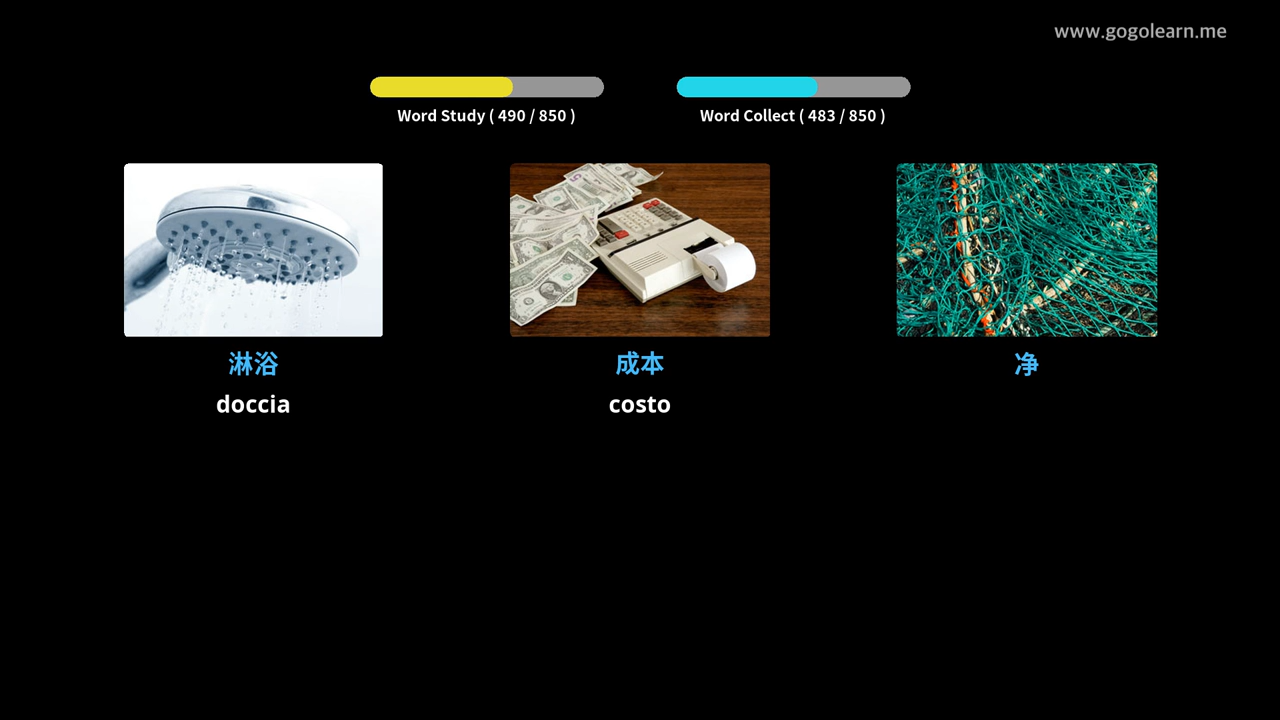 www.gogolearn.me
Word Study ( 490 / 850 )
Word Collect ( 483 / 850 )
淋浴
成本
净
doccia
costo